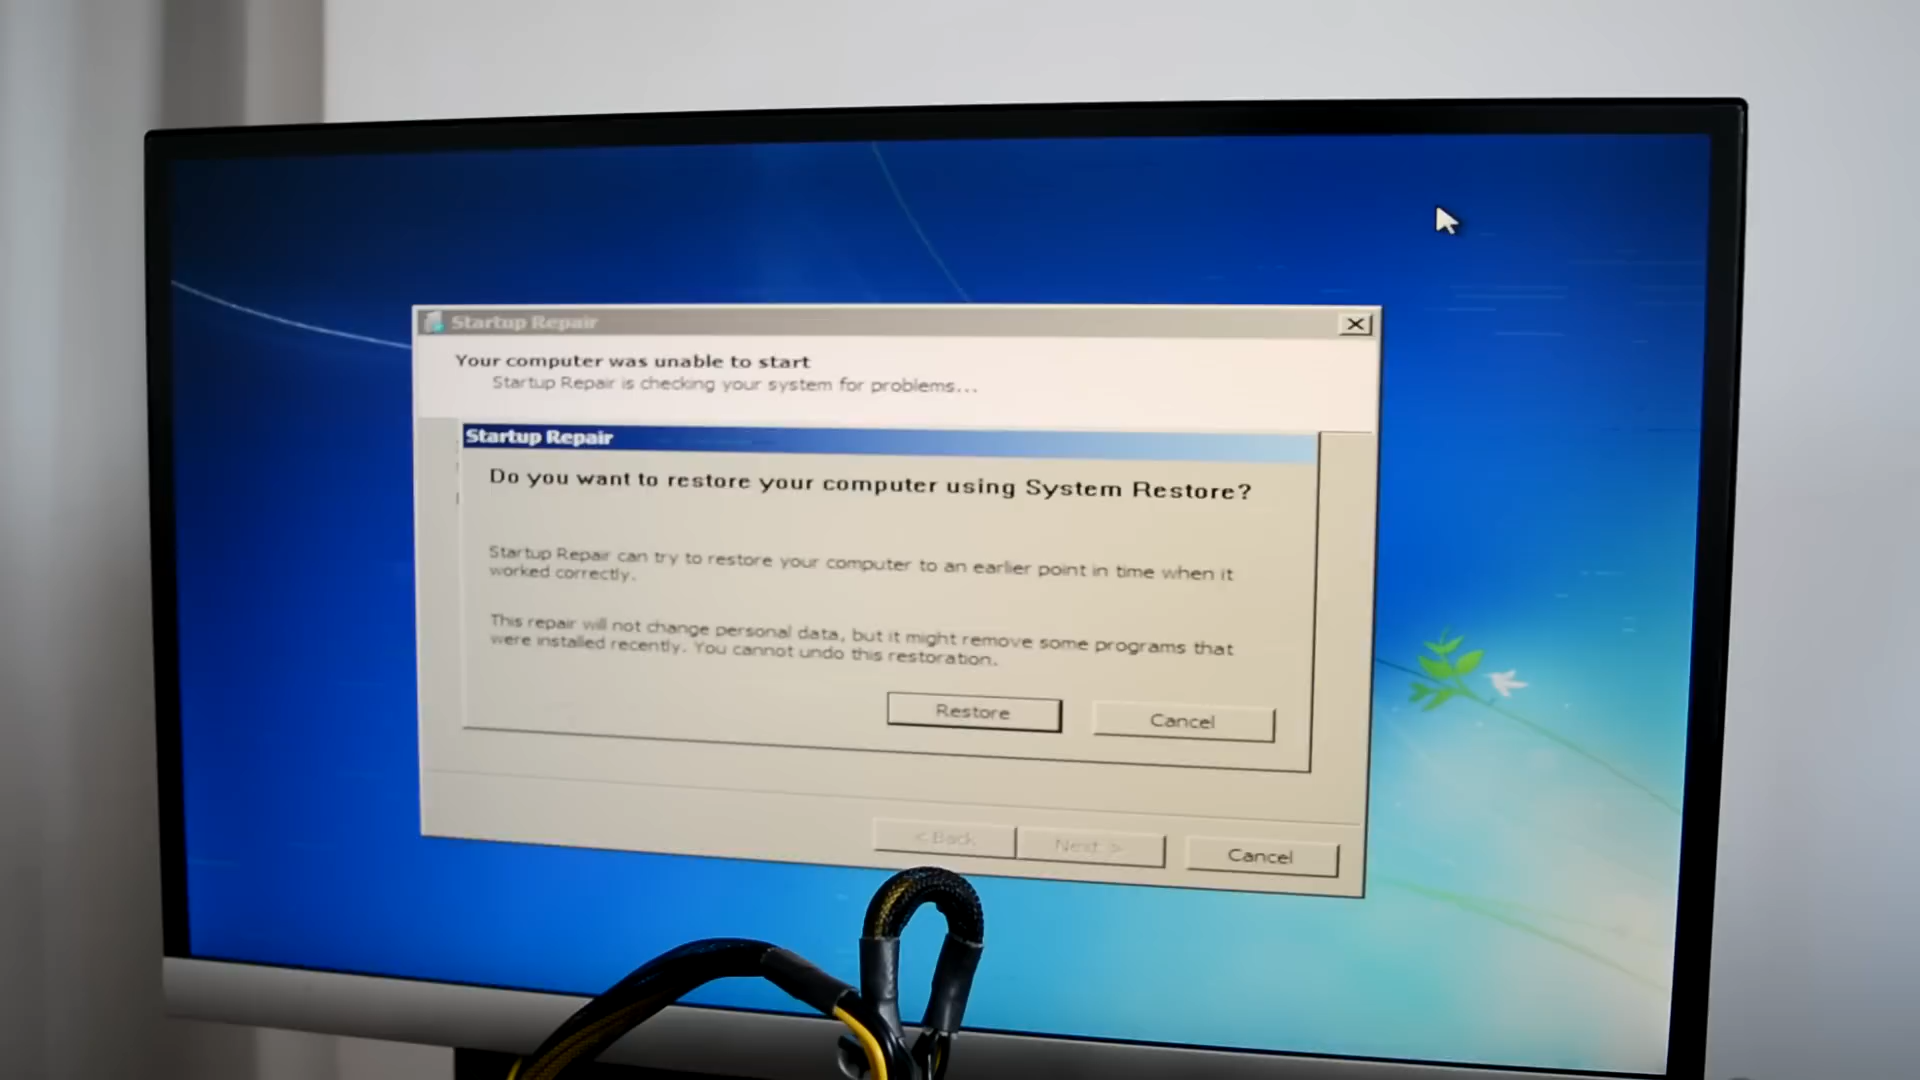 Startup Repair
Your computer was unable to start
Startup Repair is checking your system for problems...
Startup Repair
Do you want to restore your computer using System Restore?
Startup Repair can try to restore your computer to an earlier point in time when it
worked correctly.
This repair will not change personal data, but it might remove some programs that
were installed recently. You cannot undo this restoration.
Restore
Cancel
< Back
Next >
Cancel